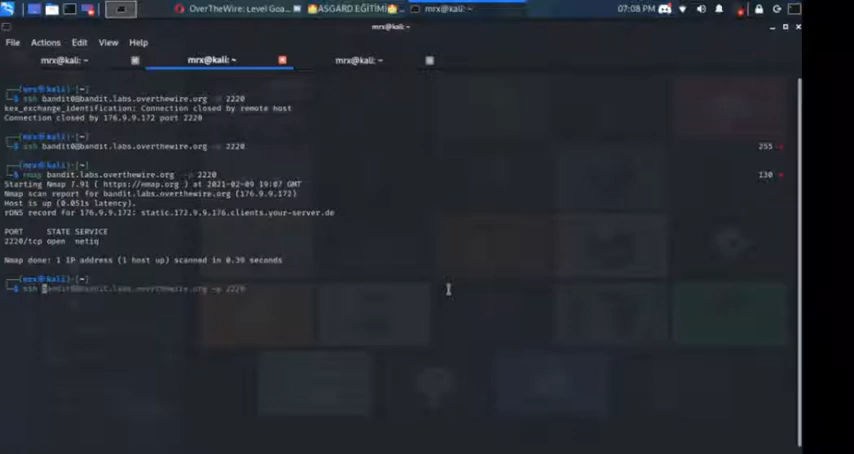 OverTheWire: Level Goa...
ASGARD EĞİTİMİ
mrx@kali: ~
07:08 PM
mrx@kali: ~
File Actions Edit View Help
mrx@kali: ~
mrx@kali: ~
mrx@kali: ~
(mrx㉿kali)-[~]
$ ssh bandit0@bandit.labs.overthewire.org -p 2220
kex_exchange_identification: Connection closed by remote host
Connection closed by 176.9.9.172 port 2220
(mrx㉿kali)-[~]
$ ssh bandit0@bandit.labs.overthewire.org -p 2220
255
(mrx㉿kali)-[~]
$ nmap bandit.labs.overthewire.org -p 2220
130
Starting Nmap 7.91 ( https://nmap.org ) at 2021-02-09 19:07 GMT
Nmap scan report for bandit.labs.overthewire.org (176.9.9.172)
Host is up (0.051s latency).
rDNS record for 176.9.9.172: static.172.9.9.176.clients.your-server.de
PORT STATE SERVICE
2220/tcp open netiq
Nmap done: 1 IP address (1 host up) scanned in 0.39 seconds
(mrx㉿kali)-[~]
$ ssh bandit0@bandit.labs.overthewire.org -p 2220